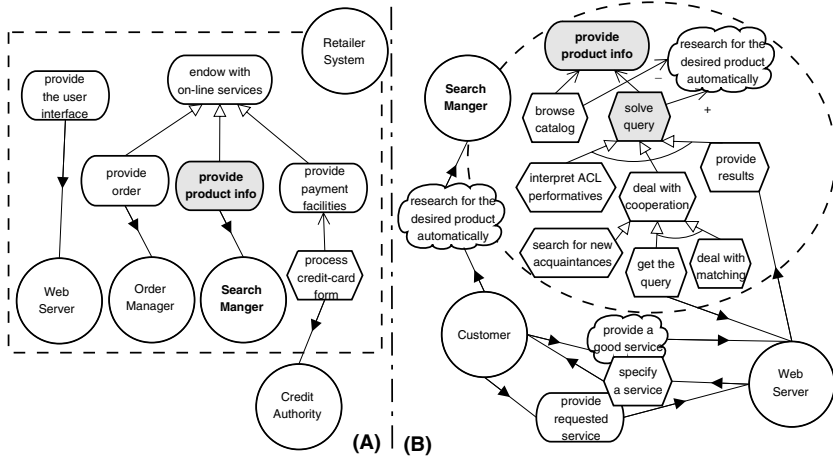 Retailer
System
provide
the user
interface
endow with
on-line services
provide
order
provide
product info
provide
payment
facilities
process
credit-card
form
Web
Server
Order
Manager
Search
Manger
Credit
Authority
(A)
(B)
provide
product info
research for the
desired product
automatically
Search
Manger
browse
catalog
solve
query
–
+
interpret ACL
performatives
deal with
cooperation
provide
results
research for the
desired product
automatically
search for new
acquaintances
get the
query
deal with
matching
Customer
provide a
good service
specify
a service
provide
requested
service
Web
Server